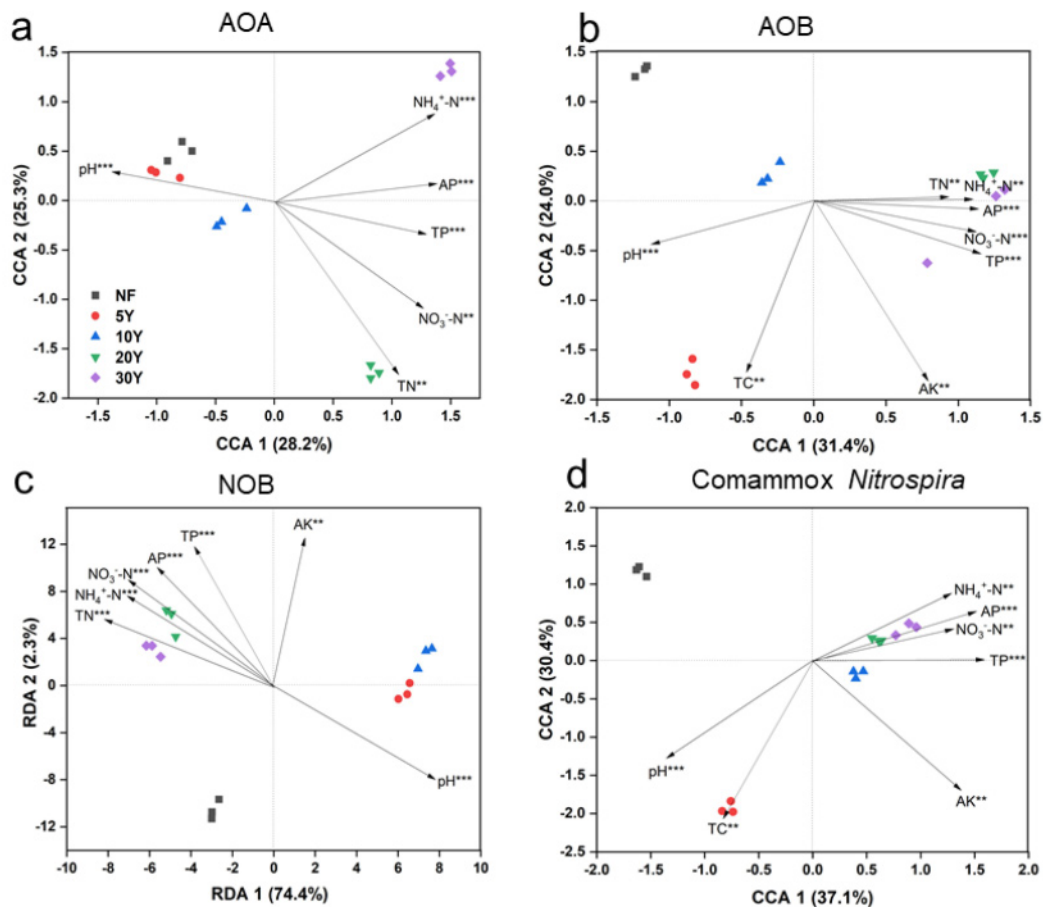 a
AOA
CCA 2 (25.3%)
1.5
1.0
0.5
0.0
-0.5
-1.0
-1.5
-2.0
NH₄⁺-N***
pH***
AP***
TP***
NO₃⁻-N**
TN**
NF
5Y
10Y
20Y
30Y
-1.5 -1.0 -0.5 0.0 0.5 1.0 1.5
CCA 1 (28.2%)
b
AOB
CCA 2 (24.0%)
1.5
1.0
0.5
0.0
-0.5
-1.0
-1.5
-2.0
TN** NH₄⁺-N**
AP***
NO₃⁻-N***
pH***
TP***
TC**
AK**
-1.5 -1.0 -0.5 0.0 0.5 1.0 1.5
CCA 1 (31.4%)
c
NOB
RDA 2 (2.3%)
12
8
4
0
-4
-8
-12
AK**
TP***
AP***
NO₃⁻-N***
NH₄⁺-N***
TN***
pH***
-10 -8 -6 -4 -2 0 2 4 6 8 10
RDA 1 (74.4%)
d
Comammox Nitrospira
CCA 2 (30.4%)
2.0
1.5
1.0
0.5
0.0
-0.5
-1.0
-1.5
-2.0
-2.5
NH₄⁺-N**
AP***
NO₃⁻-N**
TP***
pH***
AK**
TC**
-2.0 -1.5 -1.0 -0.5 0.0 0.5 1.0 1.5 2.0
CCA 1 (37.1%)